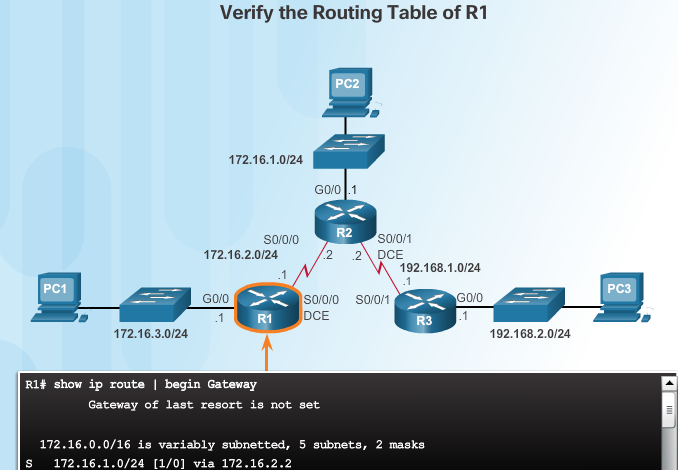 Verify the Routing Table of R1
PC2
172.16.1.0/24
G0/0 .1
R2
S0/0/0
S0/0/1
172.16.2.0/24
.2
.2
DCE
192.168.1.0/24
.1
.1
PC1
G0/0
.1
172.16.3.0/24
R1
S0/0/0
DCE
S0/0/1
R3
G0/0
.1
192.168.2.0/24
PC3
R1# show ip route | begin Gateway
Gateway of last resort is not set
172.16.0.0/16 is variably subnetted, 5 subnets, 2 masks
S 172.16.1.0/24 [1/0] via 172.16.2.2